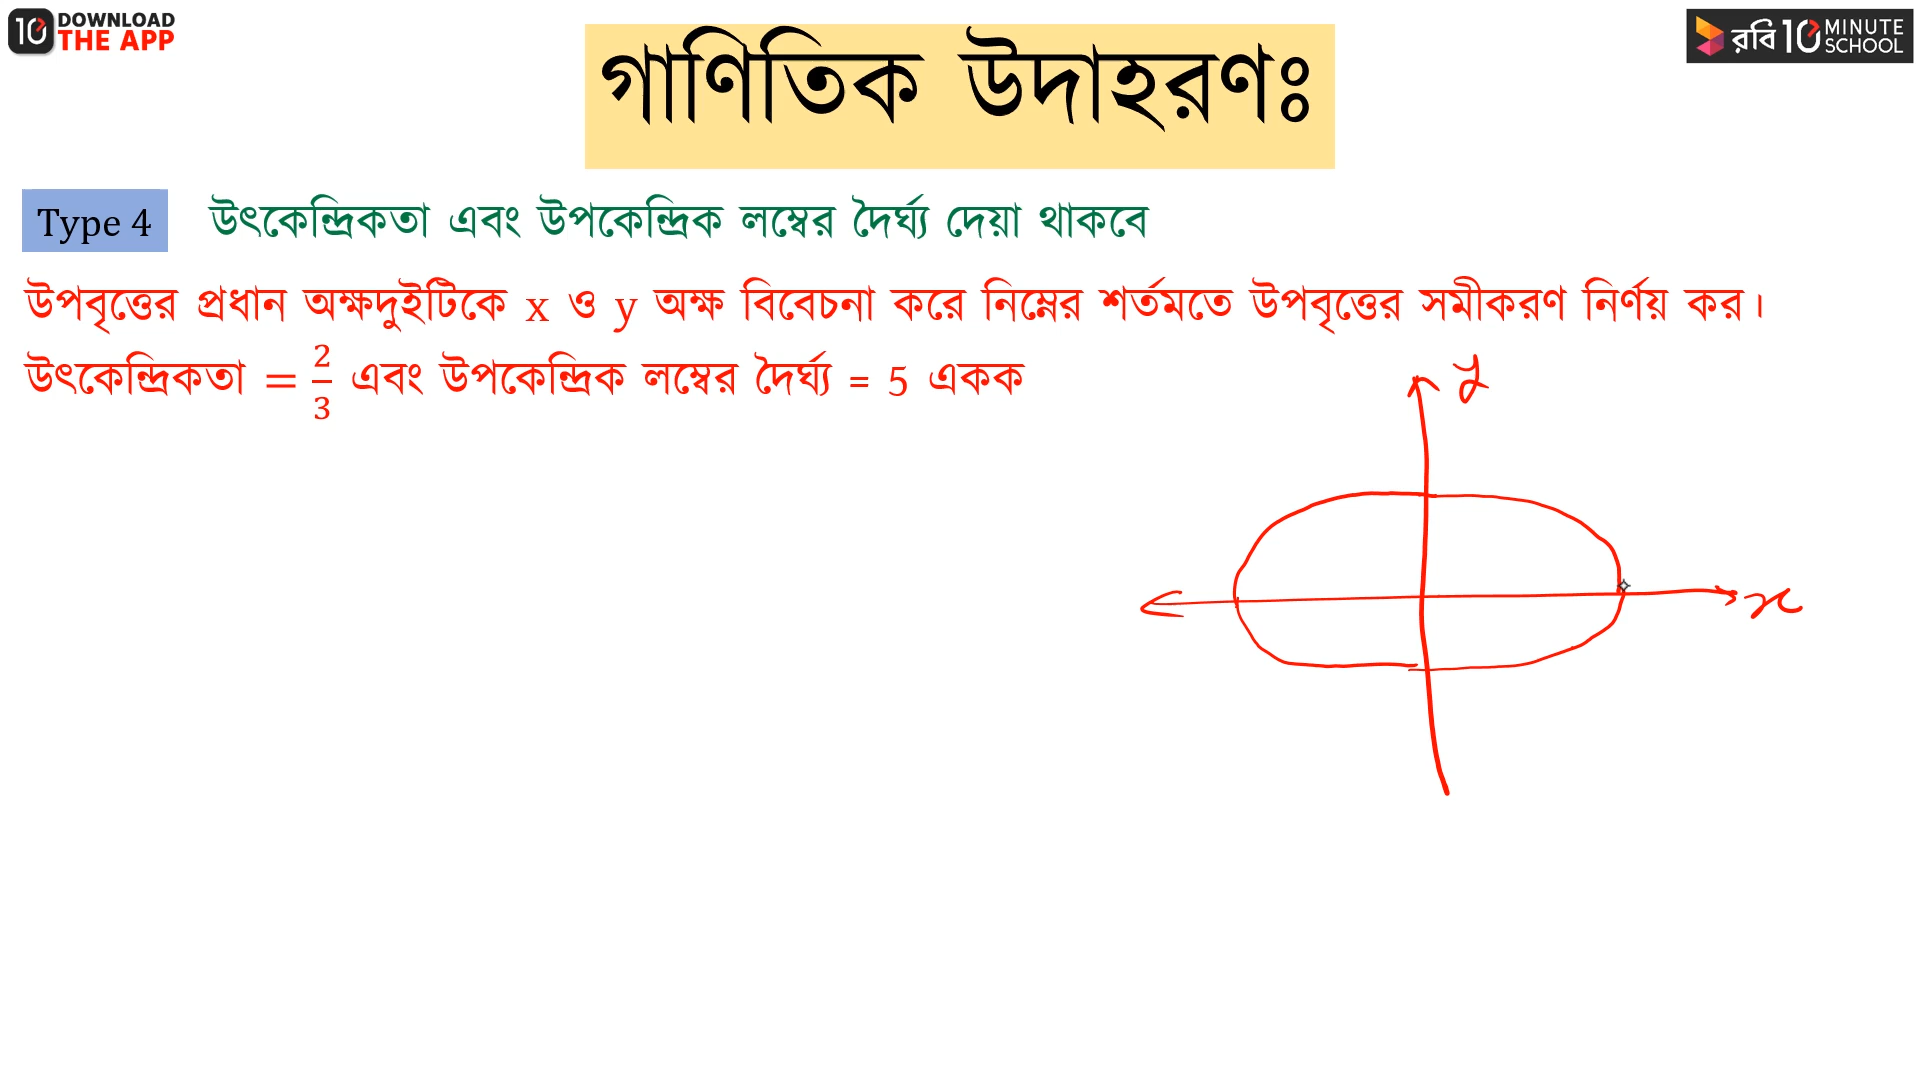 10 DOWNLOAD THE APP
রবি 10 MINUTE SCHOOL
গাণিতিক উদাহরণঃ
Type 4 উৎকেন্দ্রিকতা এবং উপকেন্দ্রিক লম্বের দৈর্ঘ্য দেয়া থাকবে
উপবৃত্তের প্রধান অক্ষদুইটিকে x ও y অক্ষ বিবেচনা করে নিম্নের শর্তমতে উপবৃত্তের সমীকরণ নির্ণয় কর।
উৎকেন্দ্রিকতা = 2/3 এবং উপকেন্দ্রিক লম্বের দৈর্ঘ্য = 5 একক
y
x